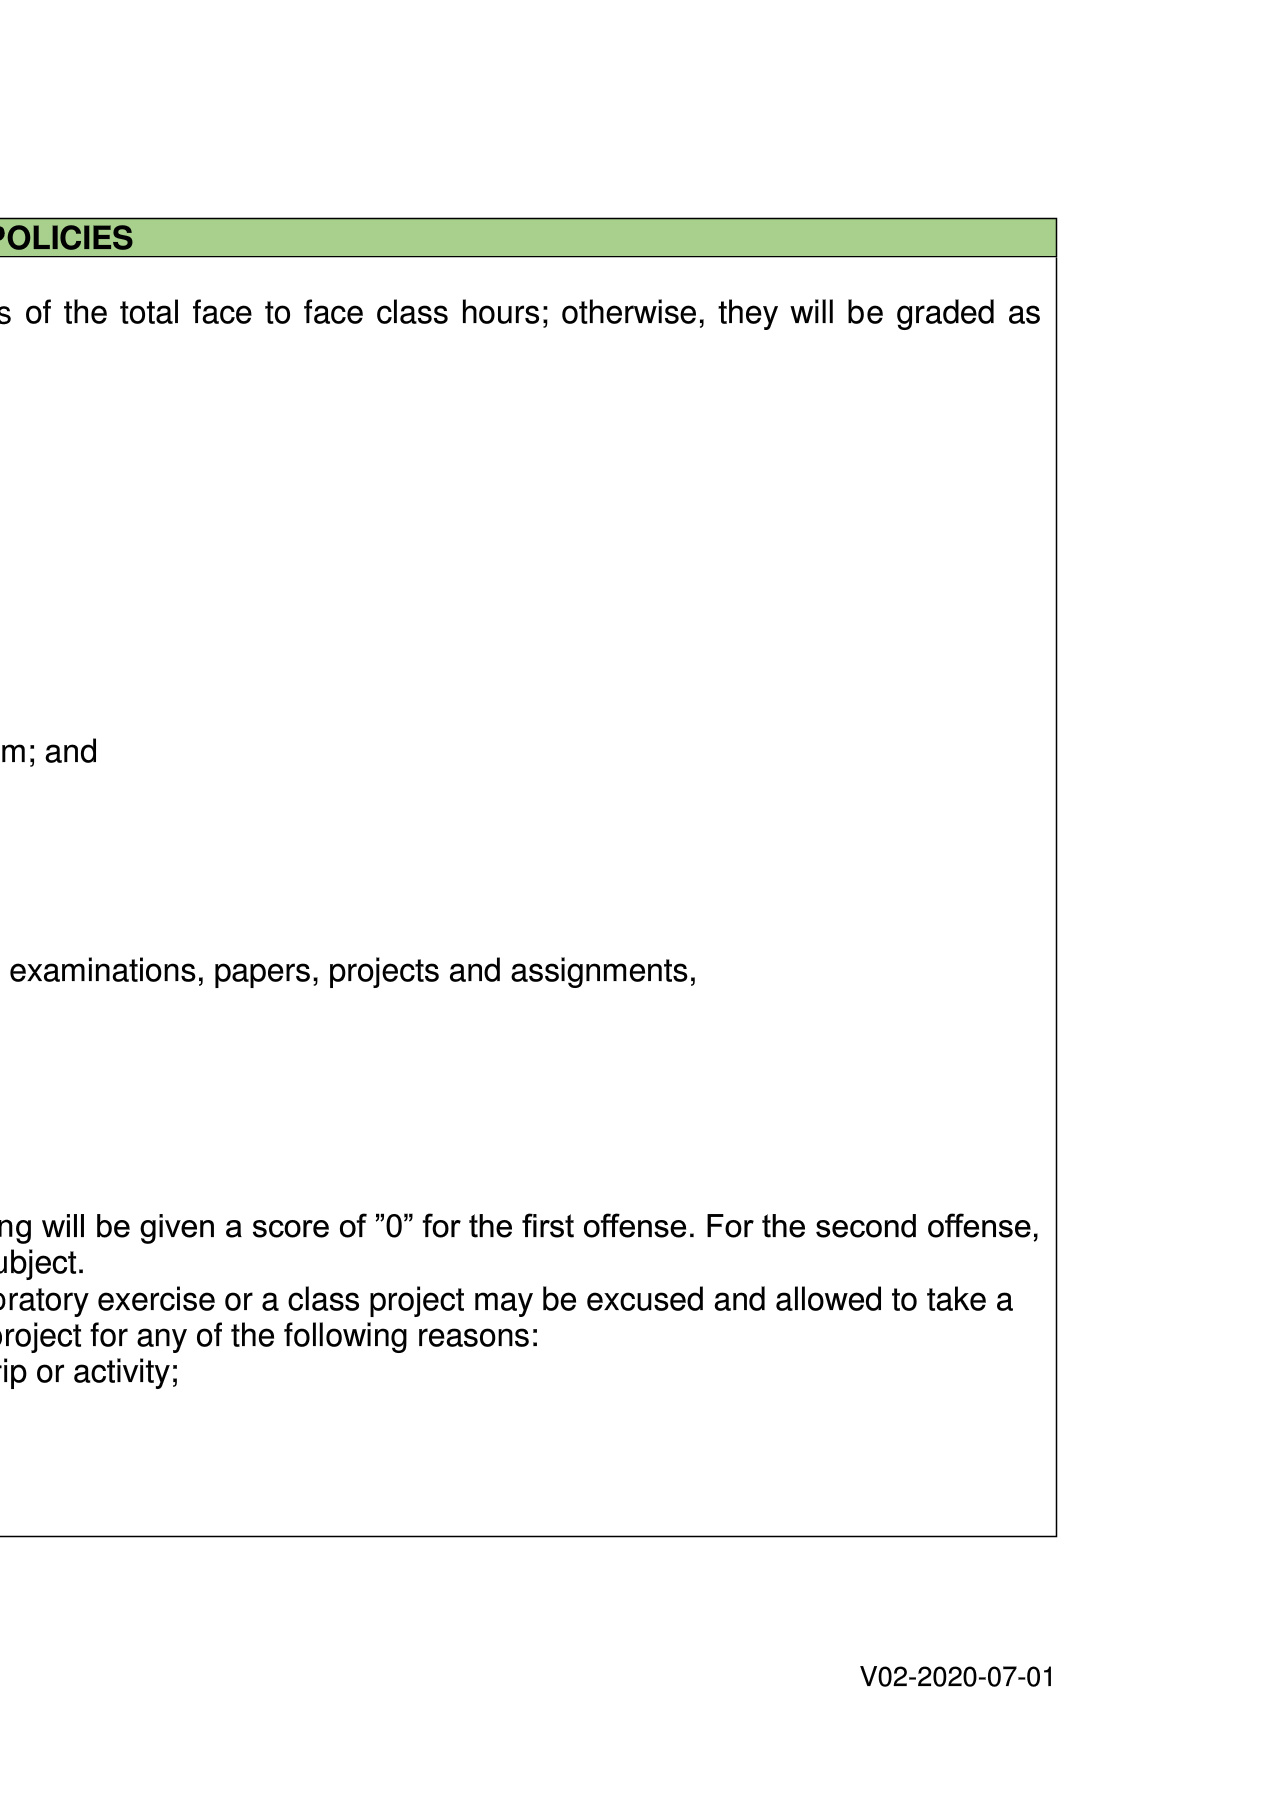 POLICIES
s of the total face to face class hours; otherwise, they will be graded as
m; and
examinations, papers, projects and assignments,
ng will be given a score of ”0” for the first offense. For the second offense,
ubject.
oratory exercise or a class project may be excused and allowed to take a
project for any of the following reasons:
rip or activity;
V02-2020-07-01